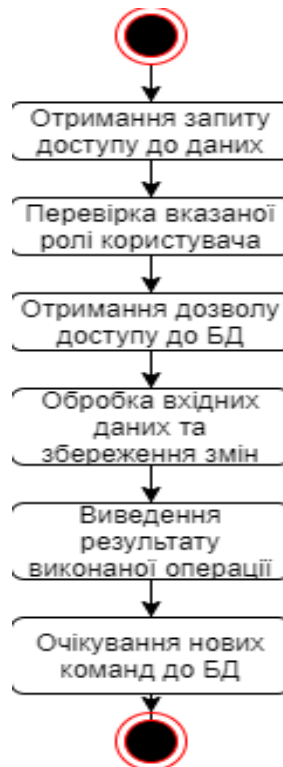 Отримання запиту
доступу до даних
Перевірка вказаної
ролі користувача
Отримання дозволу
доступу до БД
Обробка вхідних
даних та
збереження змін
Виведення
результату
виконаної операції
Очікування нових
команд до БД